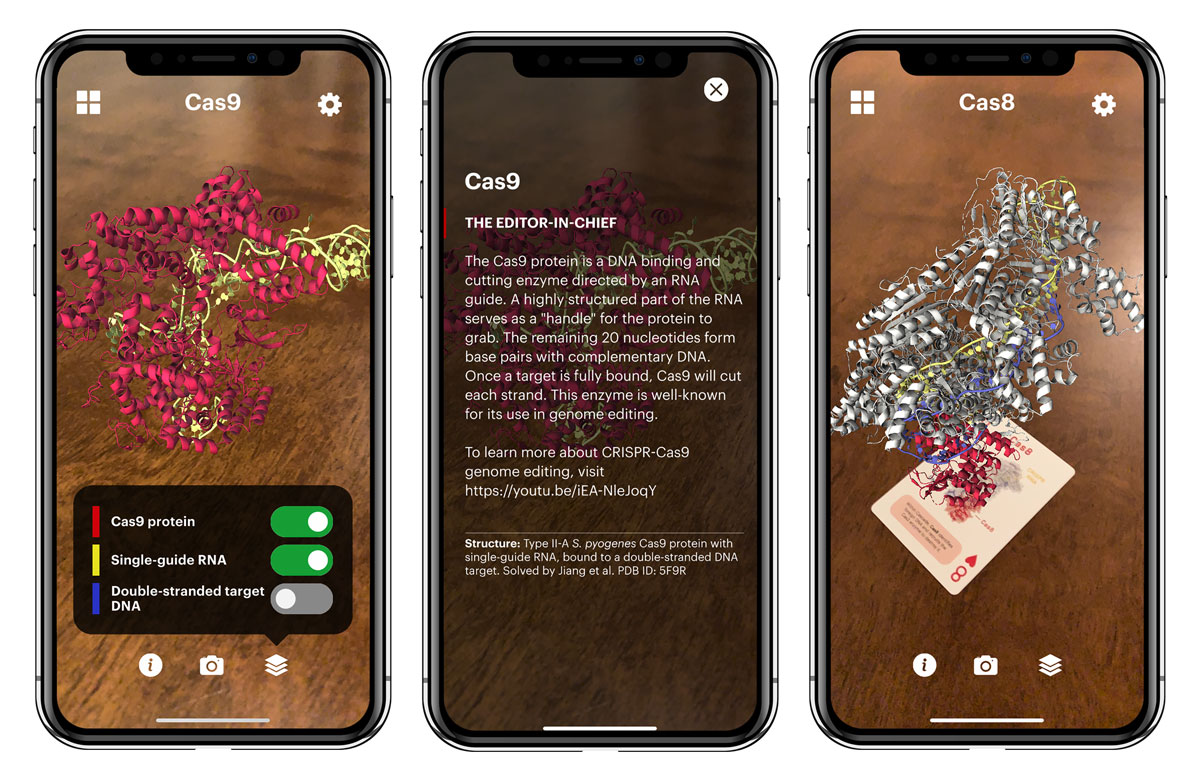 Cas9
Cas9 protein
Single-guide RNA
Double-stranded target
DNA
i
Cas9
THE EDITOR-IN-CHIEF
The Cas9 protein is a DNA binding and
cutting enzyme directed by an RNA
guide. A highly structured part of the RNA
serves as a "handle" for the protein to
grab. The remaining 20 nucleotides form
base pairs with complementary DNA.
Once a target is fully bound, Cas9 will cut
each strand. This enzyme is well-known
for its use in genome editing.
To learn more about CRISPR-Cas9
genome editing, visit
https://youtu.be/iEA-NleJoqY
Structure: Type II-A S. pyogenes Cas9 protein with
single-guide RNA, bound to a double-stranded DNA
target. Solved by Jiang et al. PDB ID: 5F9R
Cas8
Cas8
Cas8
8
i